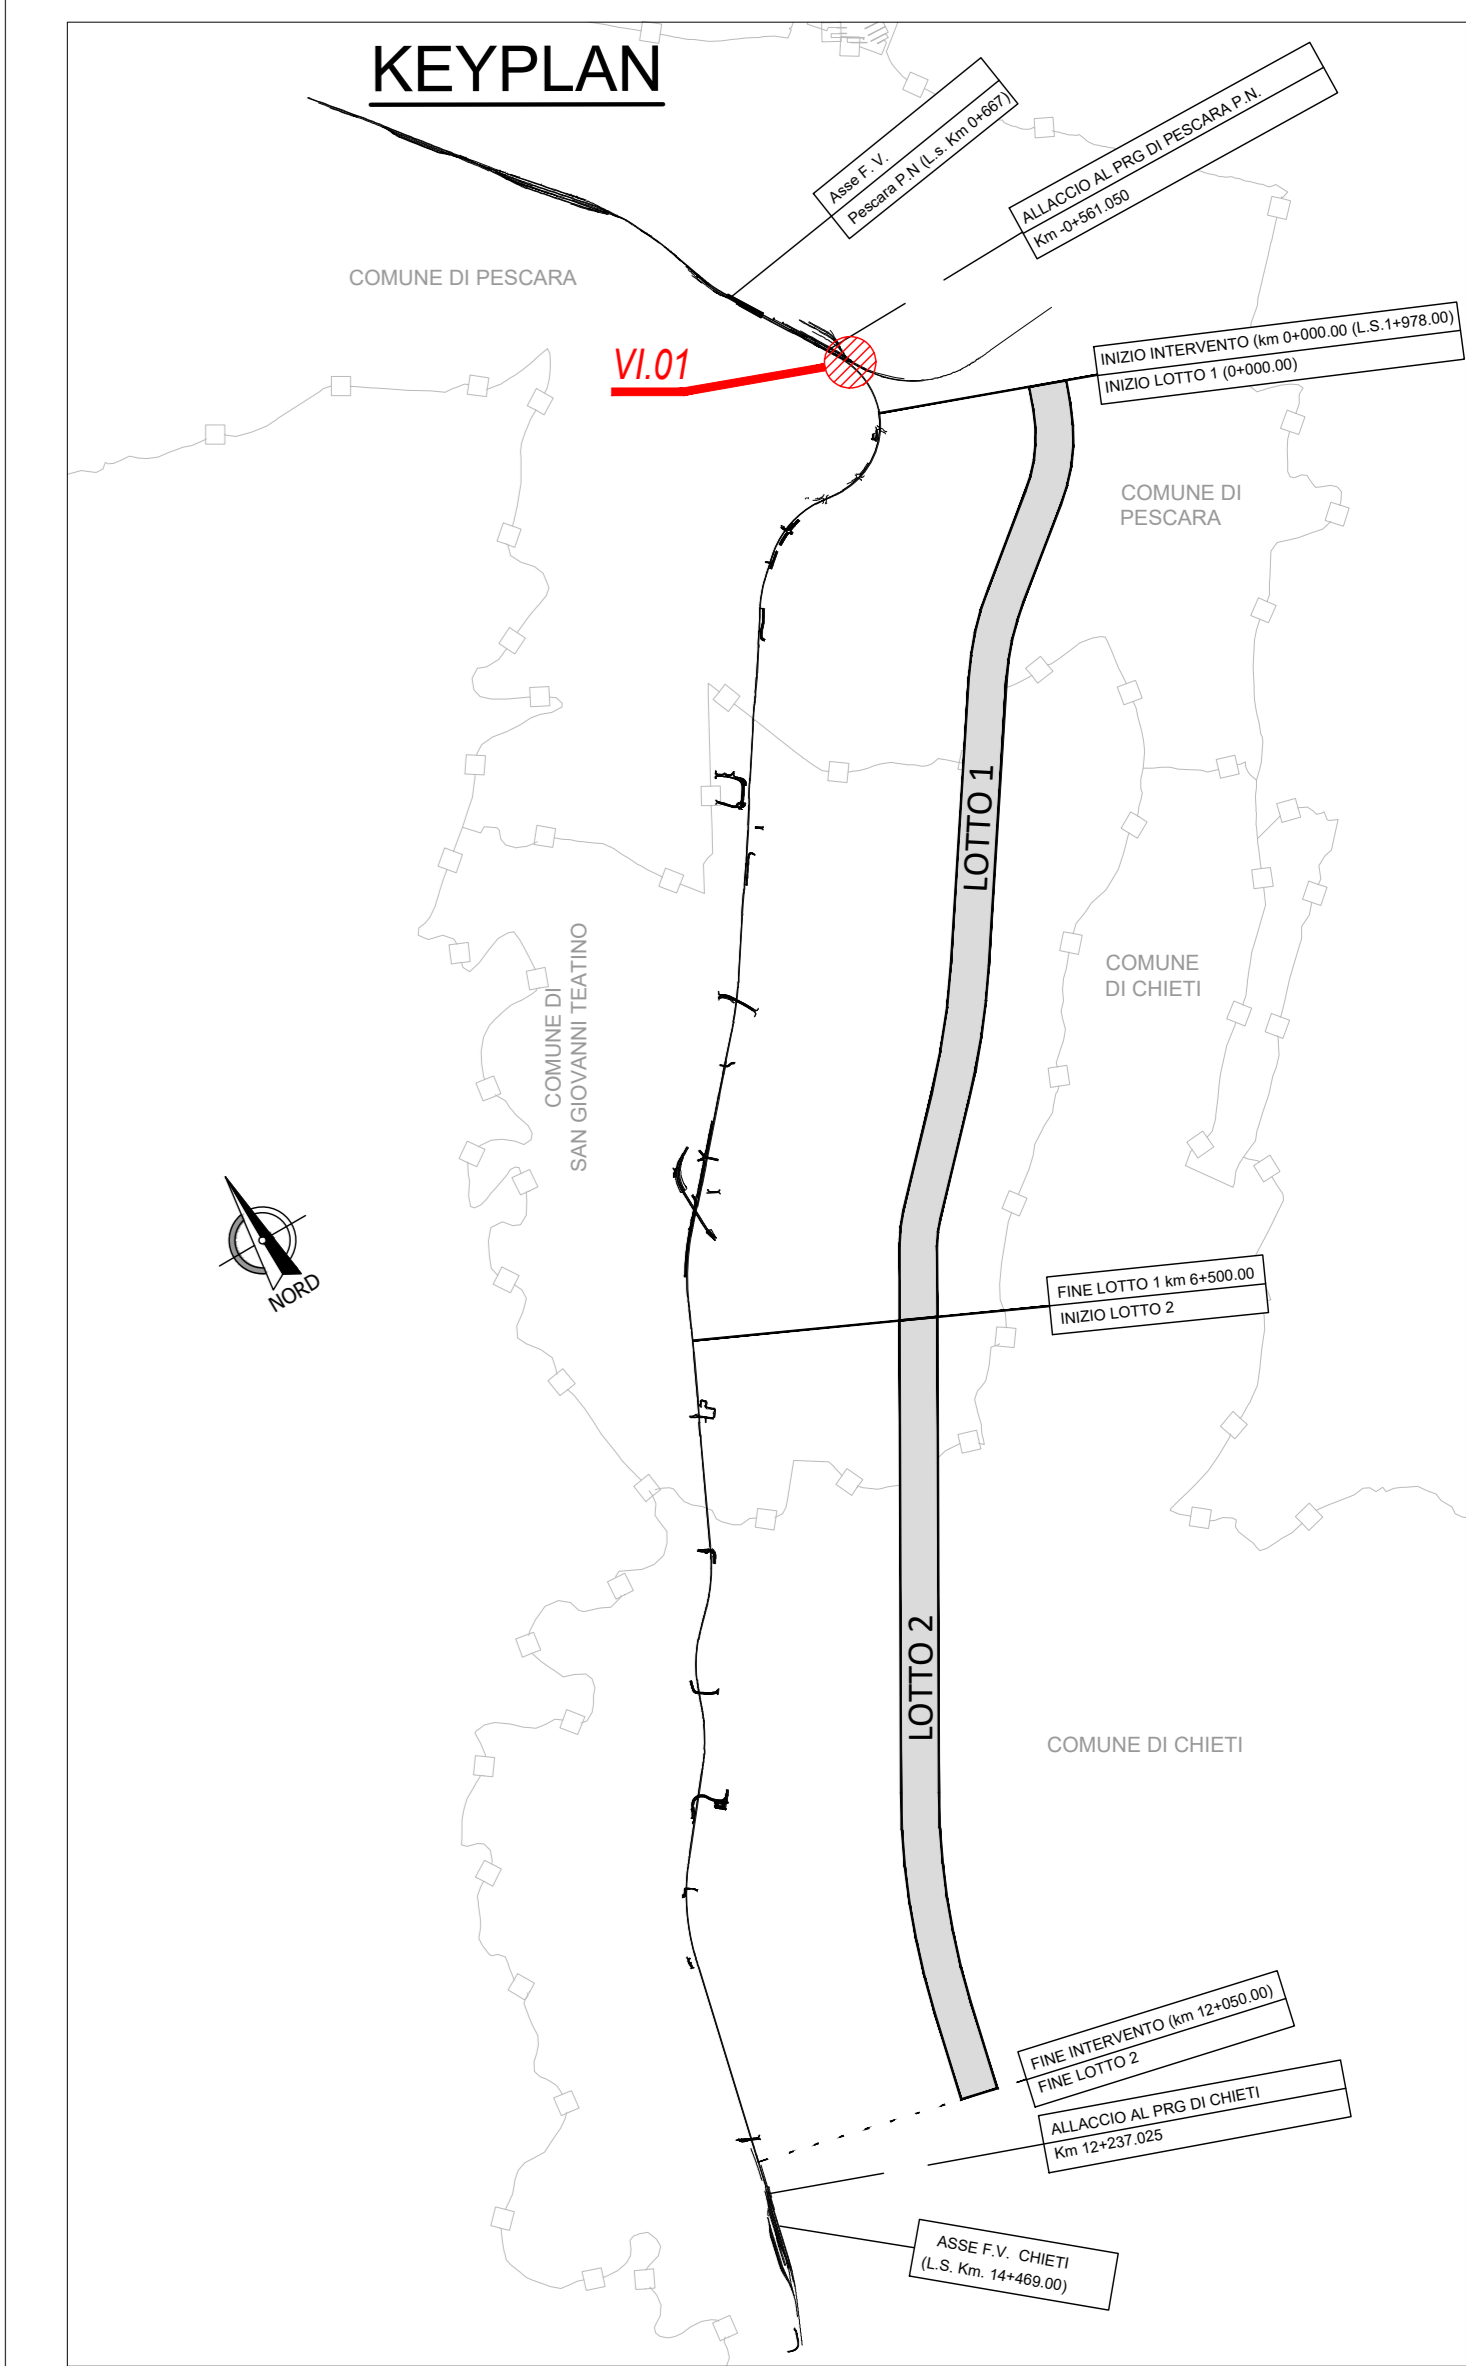 KEYPLAN
Asse F. V.
Pescara P.N (L.s. Km 0+667)
ALLACCIO AL PRG DI PESCARA P.N.
Km -0+561.050
COMUNE DI PESCARA
INIZIO INTERVENTO (km 0+000.00 (L.S.1+978.00)
INIZIO LOTTO 1 (0+000.00)
VI.01
COMUNE DI
PESCARA
LOTTO 1
COMUNE DI
SAN GIOVANNI TEATINO
COMUNE
DI CHIETI
NORD
FINE LOTTO 1 km 6+500.00
INIZIO LOTTO 2
LOTTO 2
COMUNE DI CHIETI
FINE INTERVENTO (km 12+050.00)
FINE LOTTO 2
ALLACCIO AL PRG DI CHIETI
Km 12+237.025
ASSE F.V. CHIETI
(L.S. Km. 14+469.00)